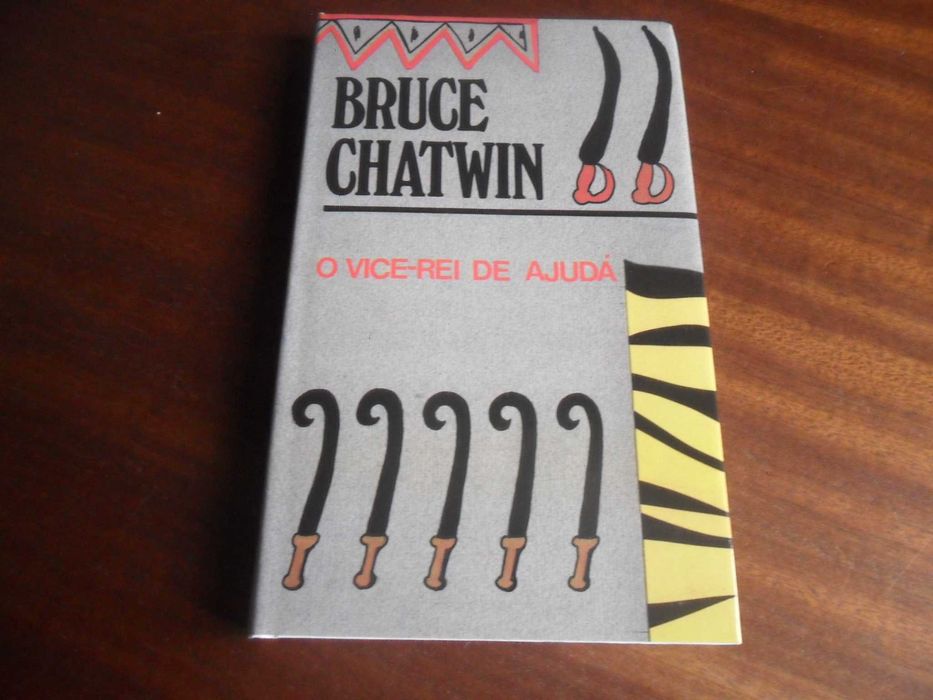 BRUCE
CHATWIN
O VICE-REI DE AJUDÁ